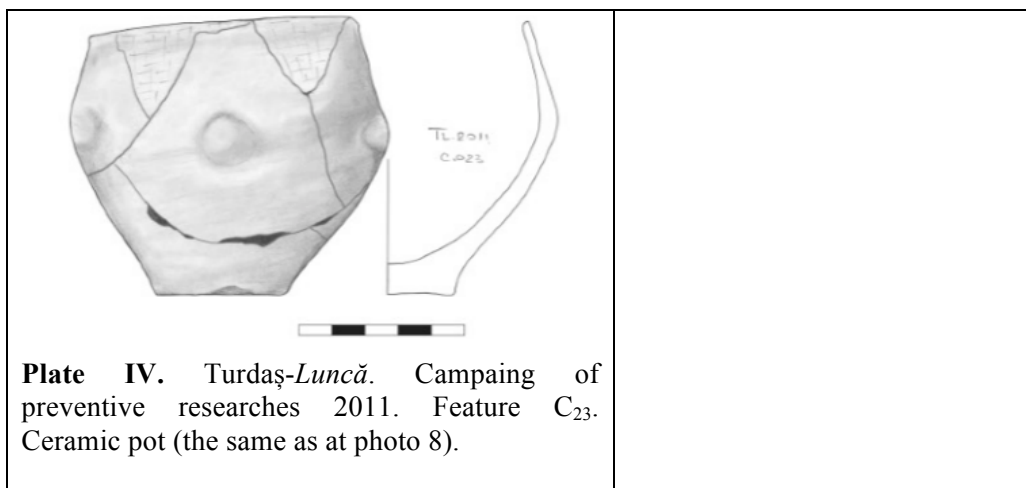 TL.2011
C.023
Plate IV. Turdaș-Luncă. Campaing of
preventive researches 2011. Feature C₂₃.
Ceramic pot (the same as at photo 8).